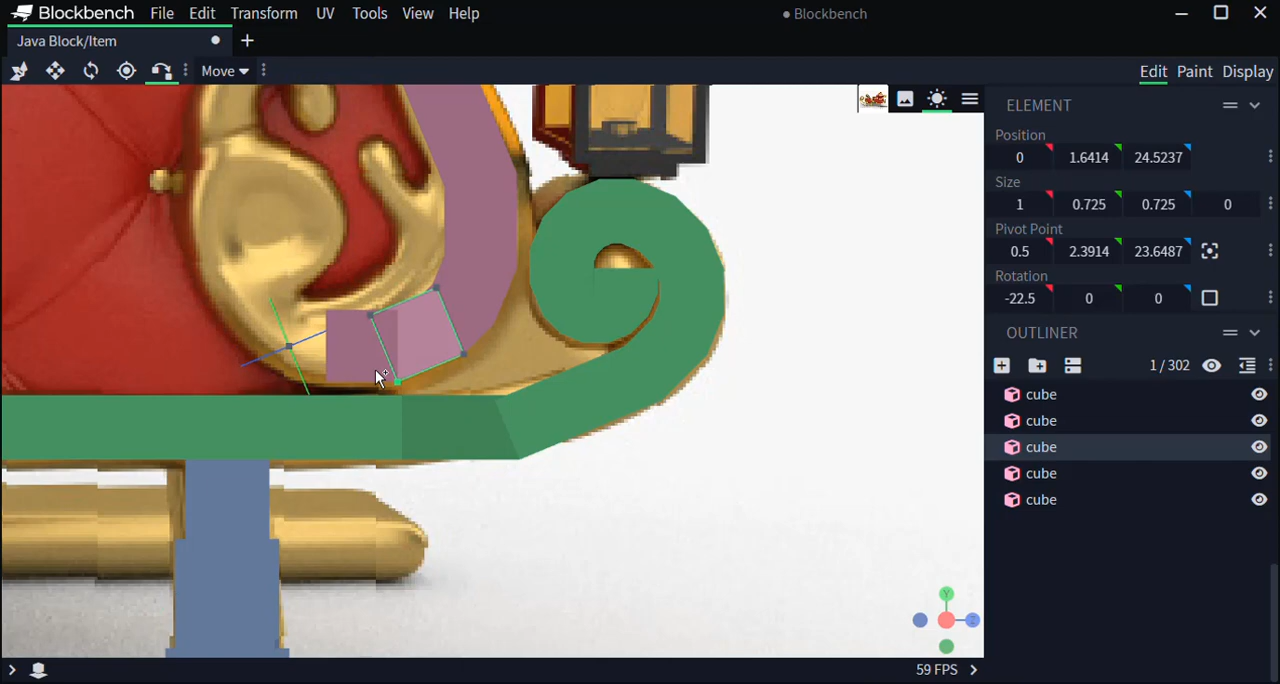 Blockbench File Edit Transform UV Tools View Help
● Blockbench
Java Block/Item
Move
Edit Paint Display
ELEMENT
Position
0 1.6414 24.5237
Size
1 0.725 0.725 0
Pivot Point
0.5 2.3914 23.6487
Rotation
-22.5 0 0
OUTLINER
1 / 302
cube
cube
cube
cube
cube
Y
Z
59 FPS